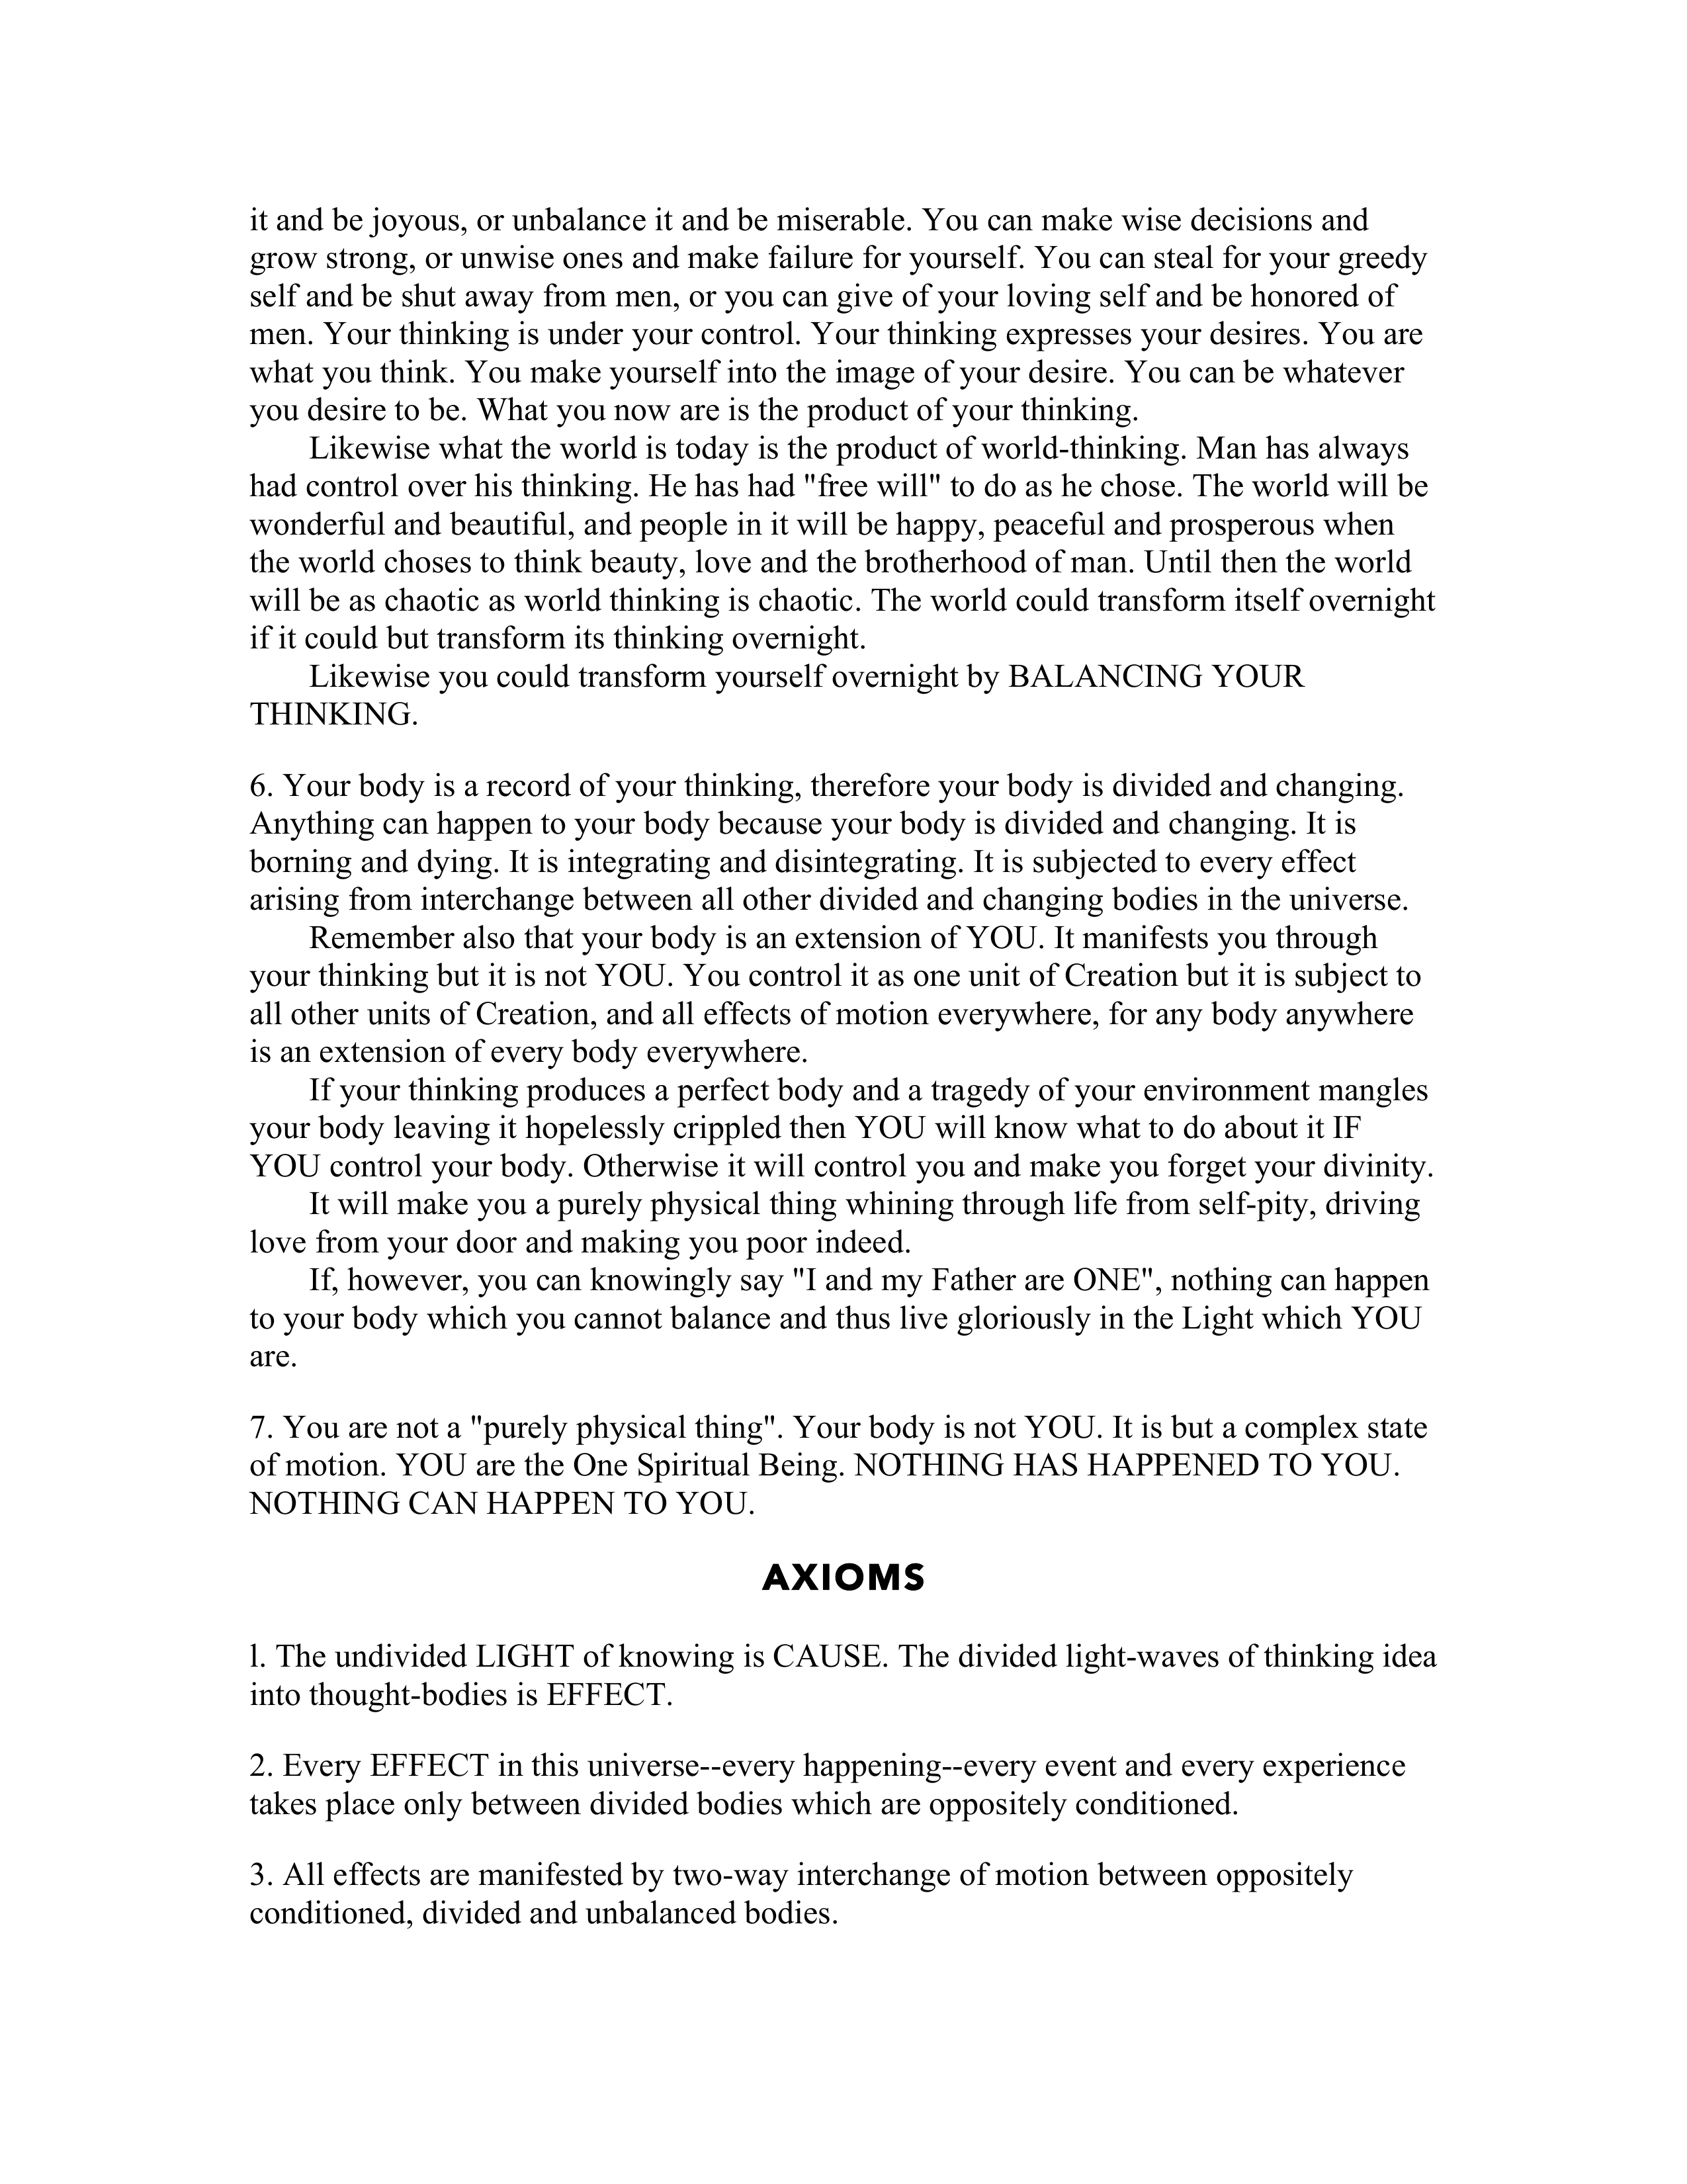 it and be joyous, or unbalance it and be miserable. You can make wise decisions and
grow strong, or unwise ones and make failure for yourself. You can steal for your greedy
self and be shut away from men, or you can give of your loving self and be honored of
men. Your thinking is under your control. Your thinking expresses your desires. You are
what you think. You make yourself into the image of your desire. You can be whatever
you desire to be. What you now are is the product of your thinking.
Likewise what the world is today is the product of world-thinking. Man has always
had control over his thinking. He has had "free will" to do as he chose. The world will be
wonderful and beautiful, and people in it will be happy, peaceful and prosperous when
the world choses to think beauty, love and the brotherhood of man. Until then the world
will be as chaotic as world thinking is chaotic. The world could transform itself overnight
if it could but transform its thinking overnight.
Likewise you could transform yourself overnight by BALANCING YOUR
THINKING.
6. Your body is a record of your thinking, therefore your body is divided and changing.
Anything can happen to your body because your body is divided and changing. It is
borning and dying. It is integrating and disintegrating. It is subjected to every effect
arising from interchange between all other divided and changing bodies in the universe.
Remember also that your body is an extension of YOU. It manifests you through
your thinking but it is not YOU. You control it as one unit of Creation but it is subject to
all other units of Creation, and all effects of motion everywhere, for any body anywhere
is an extension of every body everywhere.
If your thinking produces a perfect body and a tragedy of your environment mangles
your body leaving it hopelessly crippled then YOU will know what to do about it IF
YOU control your body. Otherwise it will control you and make you forget your divinity.
It will make you a purely physical thing whining through life from self-pity, driving
love from your door and making you poor indeed.
If, however, you can knowingly say "I and my Father are ONE", nothing can happen
to your body which you cannot balance and thus live gloriously in the Light which YOU
are.
7. You are not a "purely physical thing". Your body is not YOU. It is but a complex state
of motion. YOU are the One Spiritual Being. NOTHING HAS HAPPENED TO YOU.
NOTHING CAN HAPPEN TO YOU.
AXIOMS
l. The undivided LIGHT of knowing is CAUSE. The divided light-waves of thinking idea
into thought-bodies is EFFECT.
2. Every EFFECT in this universe--every happening--every event and every experience
takes place only between divided bodies which are oppositely conditioned.
3. All effects are manifested by two-way interchange of motion between oppositely
conditioned, divided and unbalanced bodies.